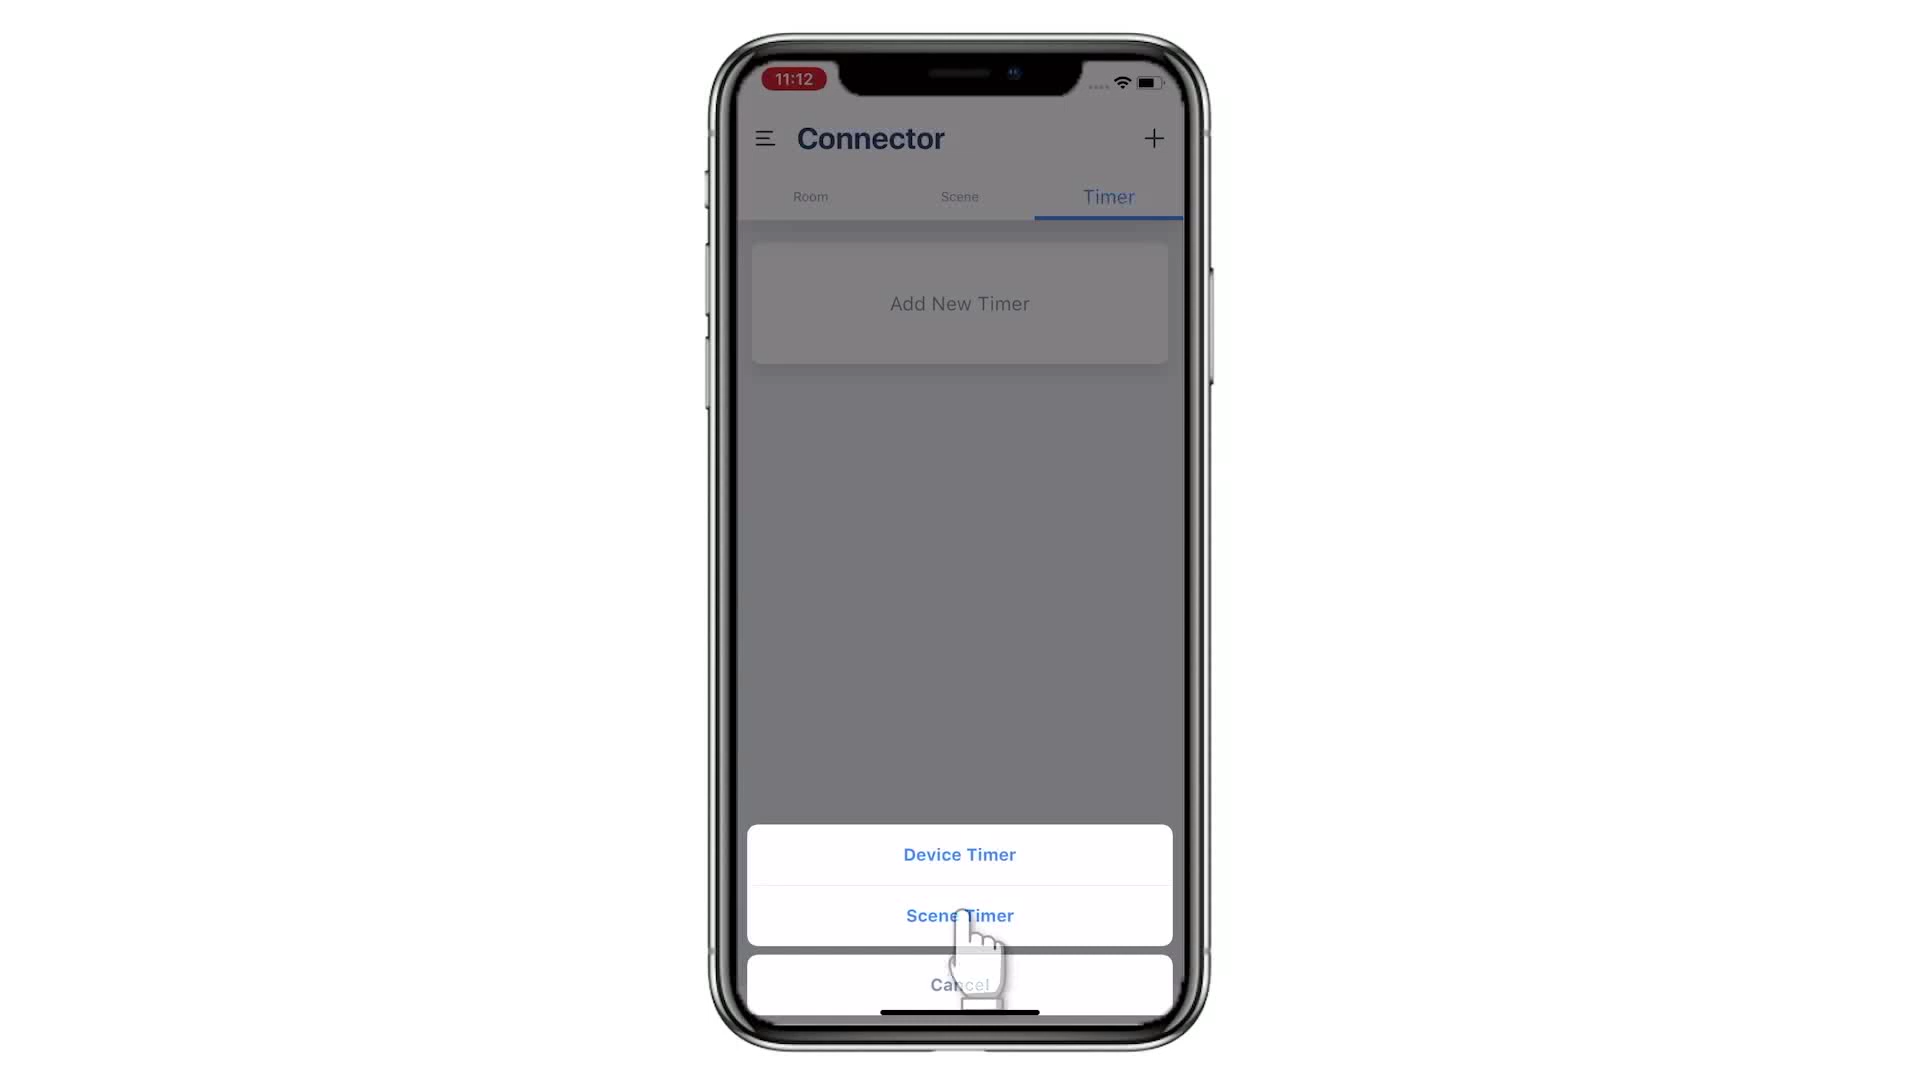 11:12
Connector
Room
Scene
Timer
Add New Timer
Device Timer
Scene Timer
Cancel